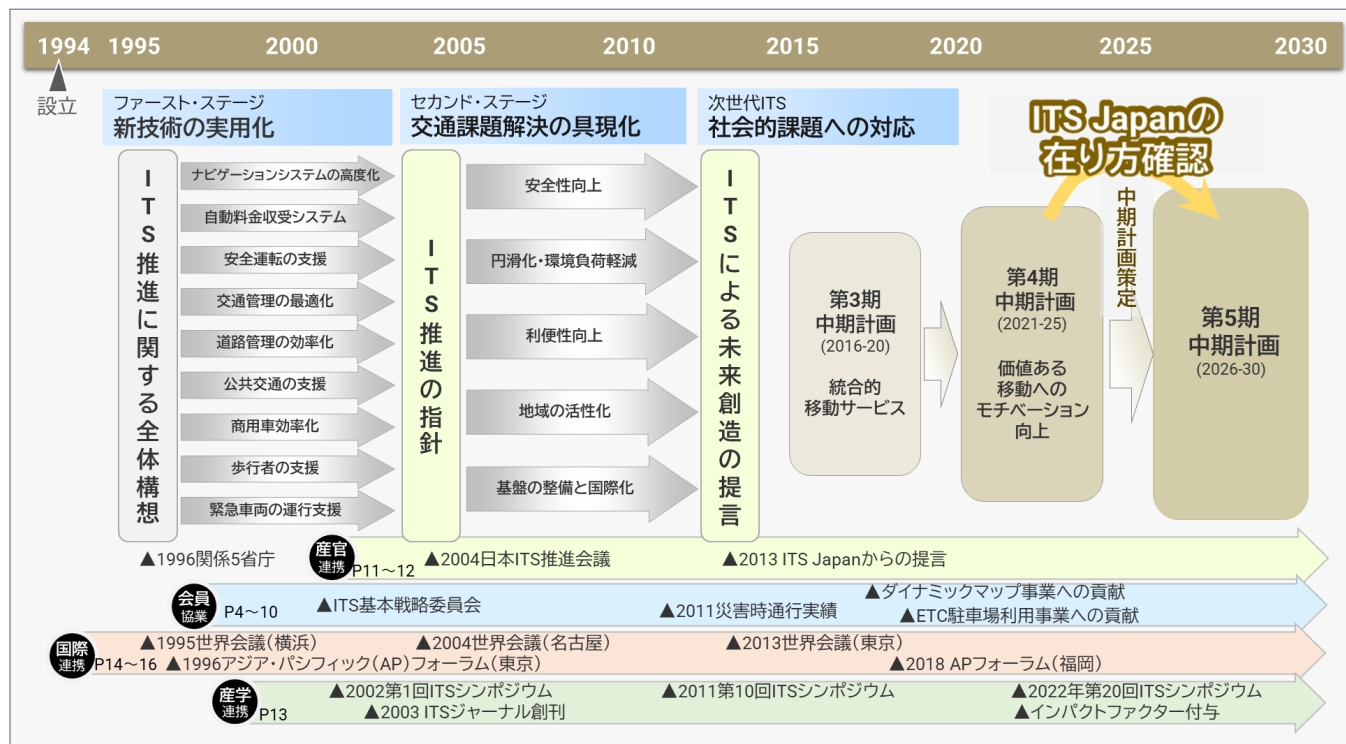 1994 1995 2000 2005 2010 2015 2020 2025 2030
設立
ファースト・ステージ
新技術の実用化
セカンド・ステージ
交通課題解決の具現化
次世代ITS
社会的課題への対応
ITS Japanの
在り方確認
ITS推進に関する全体構想
ナビゲーションシステムの高度化
自動料金収受システム
安全運転の支援
交通管理の最適化
道路管理の効率化
公共交通の支援
商用車効率化
歩行者の支援
緊急車両の運行支援
ITS推進の指針
安全性向上
円滑化・環境負荷軽減
利便性向上
地域の活性化
基盤の整備と国際化
ITSによる未来創造の提言
第3期
中期計画
(2016-20)
統合的
移動サービス
第4期
中期計画
(2021-25)
価値ある
移動への
モチベーション
向上
中期計画策定
第5期
中期計画
(2026-30)
▲1996関係5省庁
産官
連携
P11～12
▲2004日本ITS推進会議
▲2013 ITS Japanからの提言
会員
協業
P4～10
▲ITS基本戦略委員会
▲2011災害時通行実績
▲ダイナミックマップ事業への貢献
▲ETC駐車場利用事業への貢献
国際
連携
P14～16
▲1995世界会議(横浜)
▲2004世界会議(名古屋)
▲2013世界会議(東京)
▲1996アジア・パシフィック(AP)フォーラム(東京)
▲2018 APフォーラム(福岡)
産学
連携
P13
▲2002第1回ITSシンポジウム
▲2011第10回ITSシンポジウム
▲2022年第20回ITSシンポジウム
▲2003 ITSジャーナル創刊
▲インパクトファクター付与